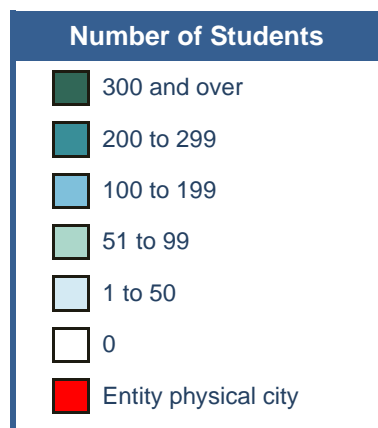 Number of Students
300 and over
200 to 299
100 to 199
51 to 99
1 to 50
0
Entity physical city